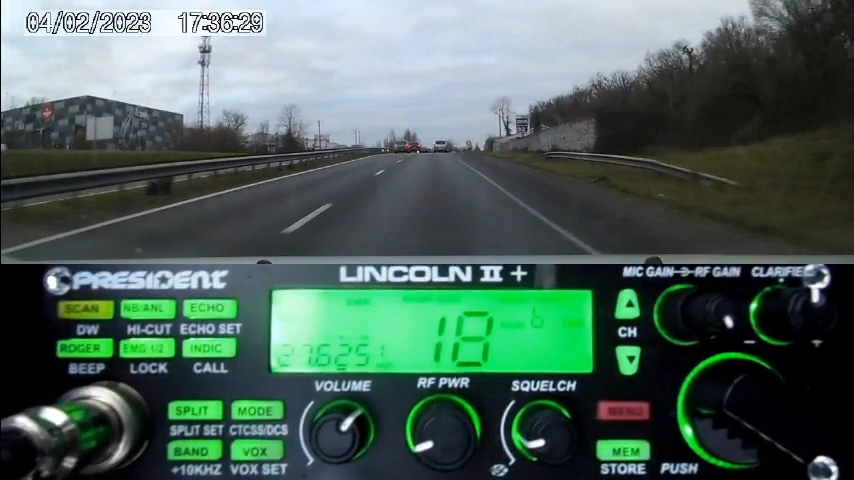 04/02/2023 17:36:29
PRESIDENT LINCOLN II + MIC GAIN RF GAIN CLARIFIER
SCAN NB/ANL ECHO
DW HI-CUT ECHO SET
ROGER EMG 1/2 INDIC
BEEP LOCK CALL
27.6251 18 b
CH
VOLUME RF PWR SQUELCH
SPLIT MODE
SPLIT SET CTCSS/DCS
BAND VOX
+10KHZ VOX SET
MENU
MEM
STORE PUSH
- +